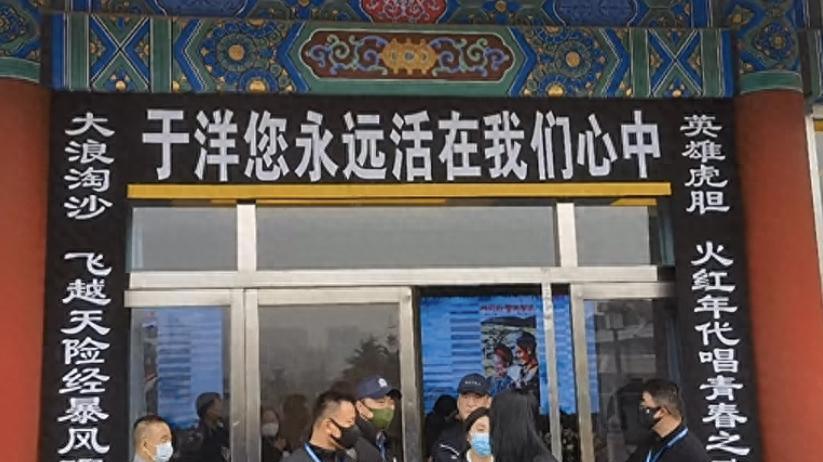 于洋您永远活在我们心中
英雄虎胆 火红年代唱青春之
大浪淘沙 飞越天险经暴风